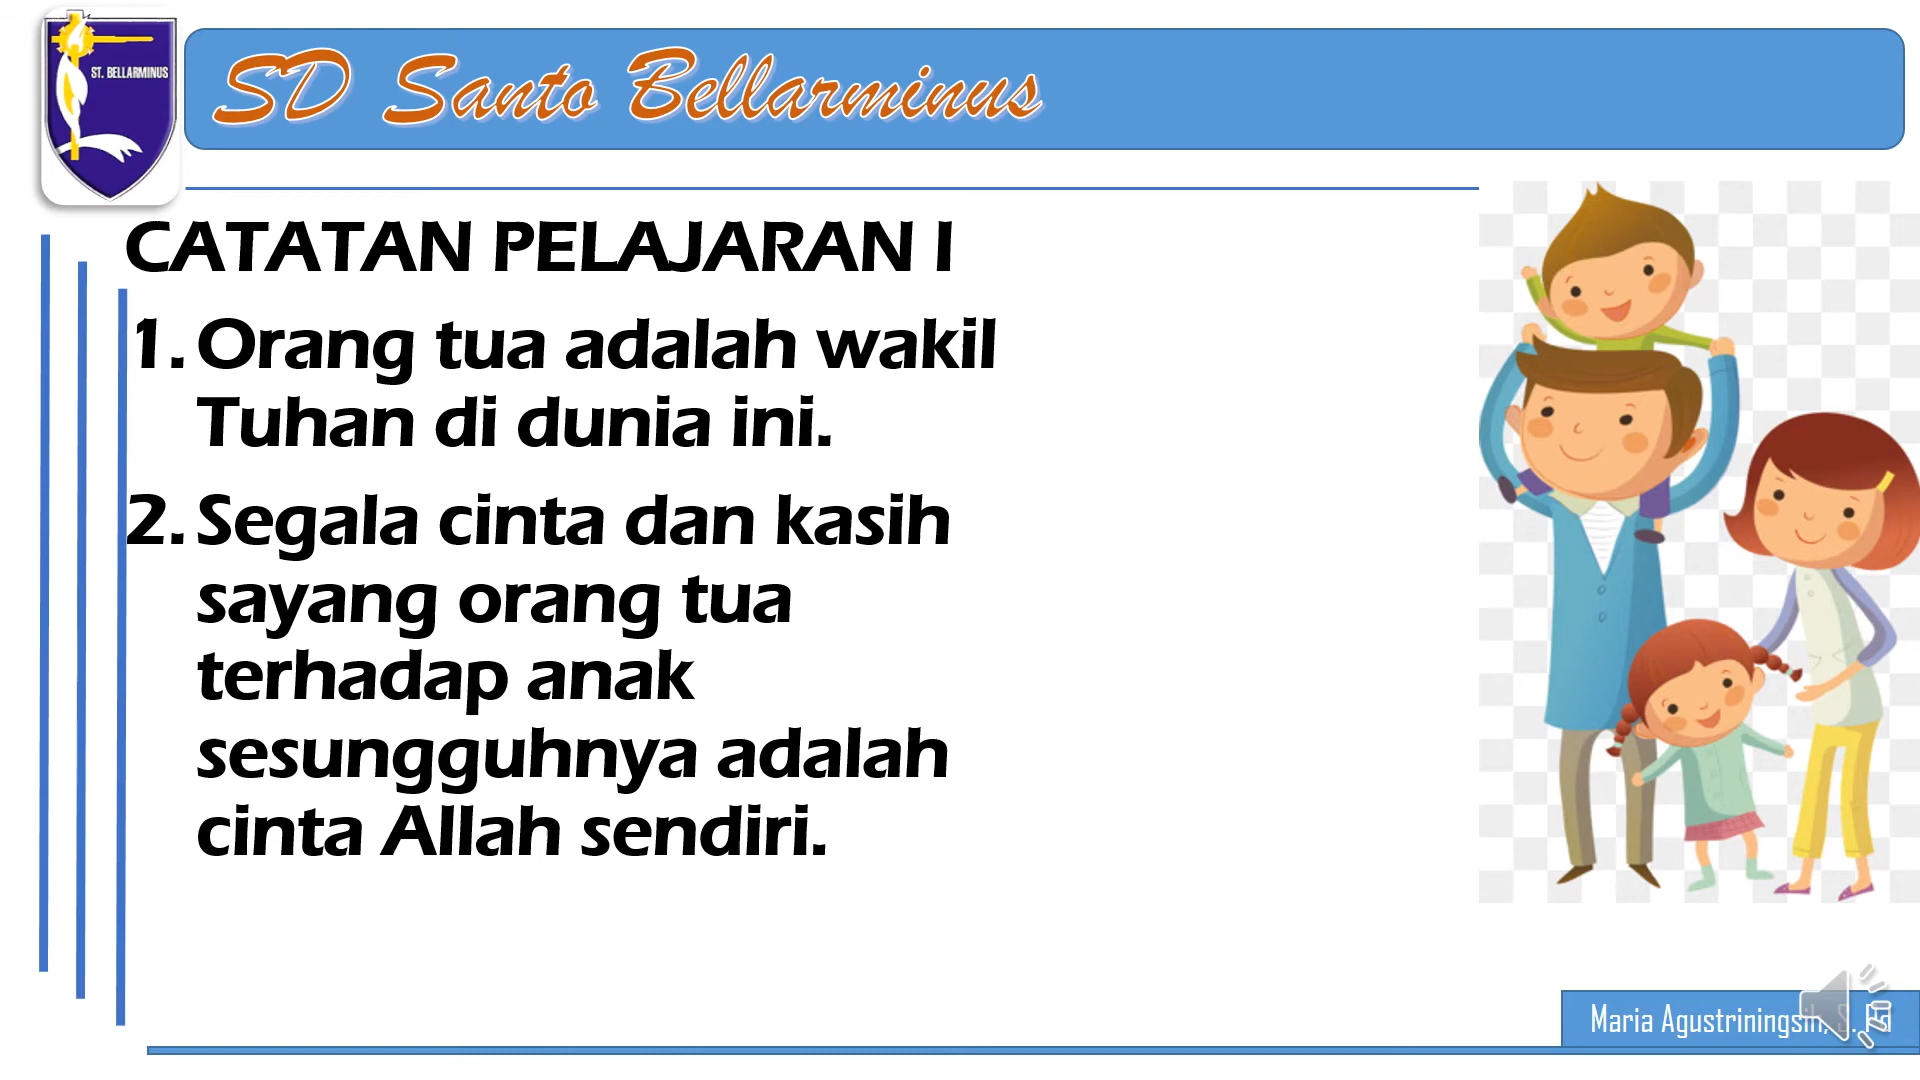 ST. BELLARMINUS
SD Santo Bellarminus
CATATAN PELAJARAN I
1. Orang tua adalah wakil
Tuhan di dunia ini.
2. Segala cinta dan kasih
sayang orang tua
terhadap anak
sesungguhnya adalah
cinta Allah sendiri.
Maria Agustriningsih,